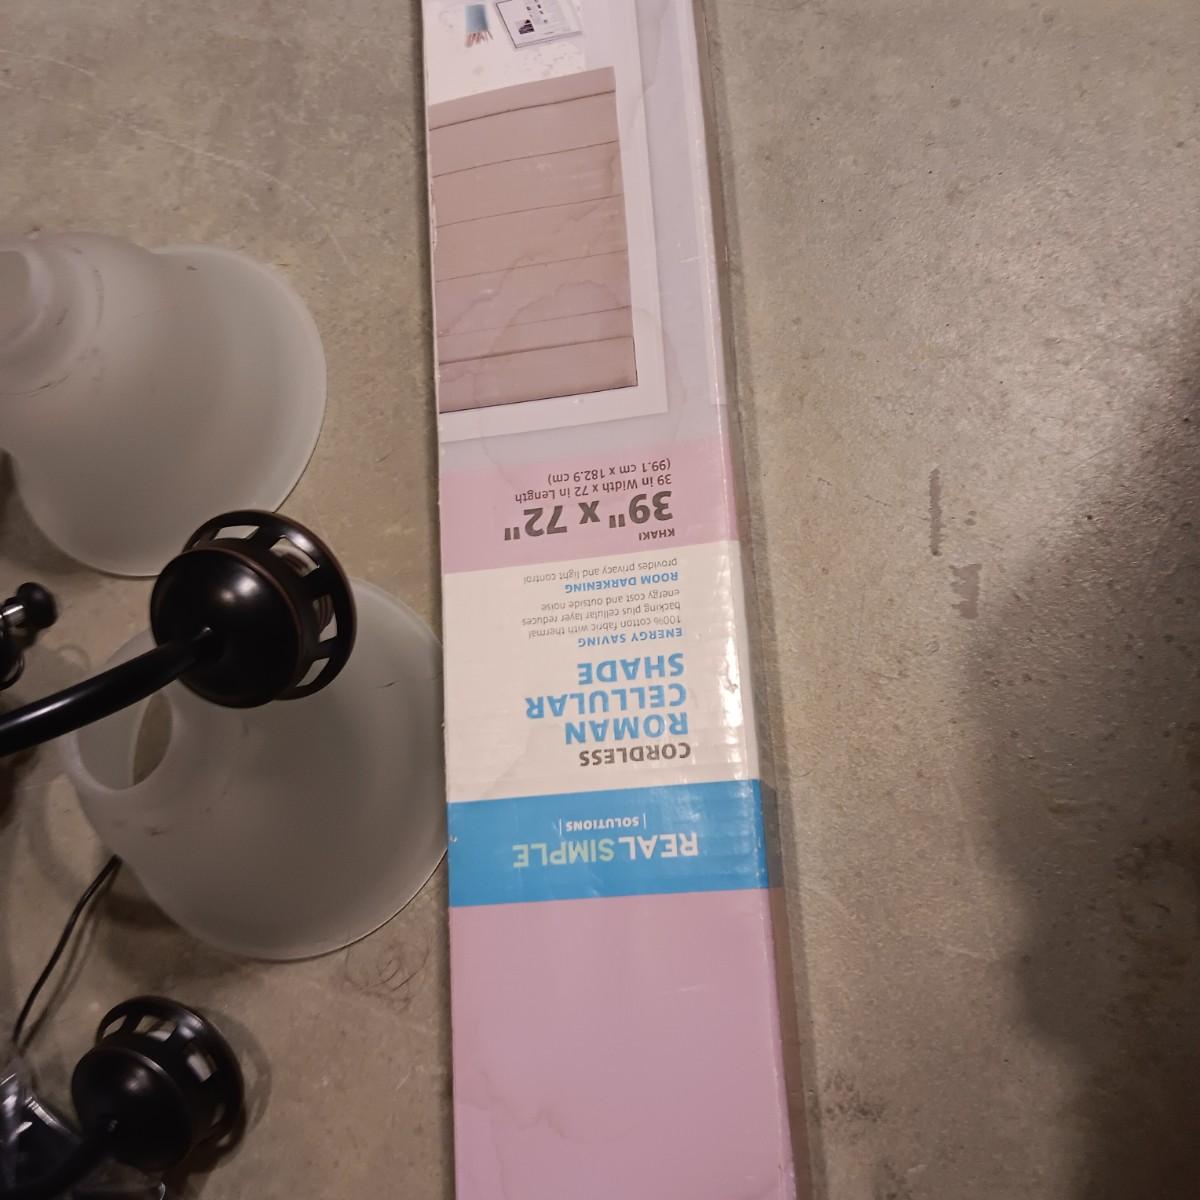 REALSIMPLE
| SOLUTIONS |
CORDLESS
ROMAN
CELLULAR
SHADE
ENERGY SAVING
100% cotton fabric with thermal
backing plus cellular layer reduces
energy cost and outside noise
ROOM DARKENING
provides privacy and light control
KHAKI
39" x 72"
39 in Width x 72 in Length
(99.1 cm x 182.9 cm)